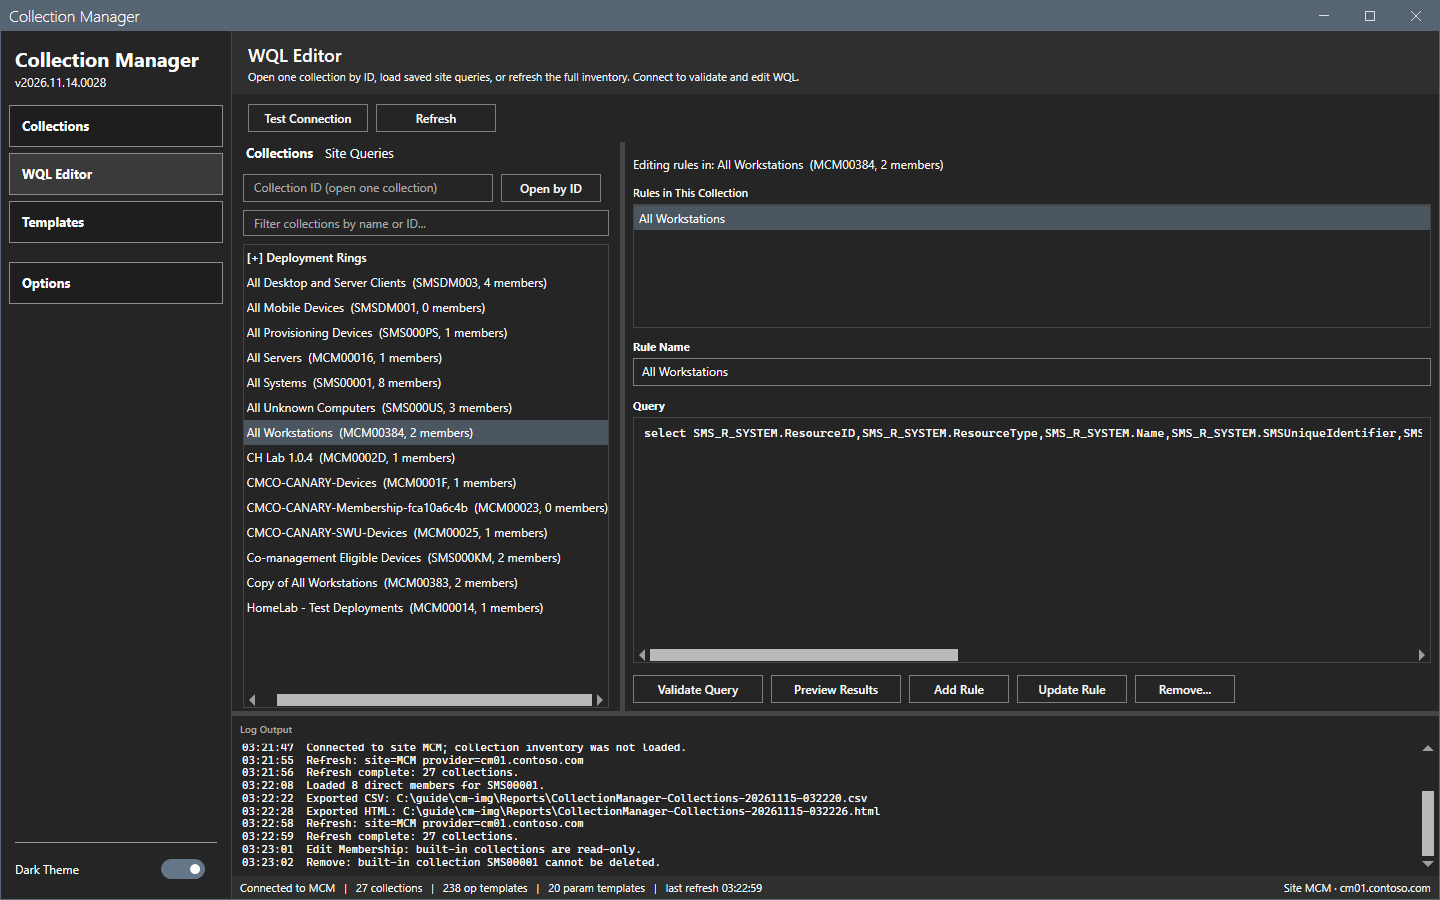 Collection Manager
Collection Manager
v2026.11.14.0028
Collections
WQL Editor
Templates
Options
Dark Theme
WQL Editor
Open one collection by ID, load saved site queries, or refresh the full inventory. Connect to validate and edit WQL.
Test Connection
Refresh
Collections Site Queries
Collection ID (open one collection)
Open by ID
Filter collections by name or ID...
[+] Deployment Rings
All Desktop and Server Clients (SMSDM003, 4 members)
All Mobile Devices (SMSDM001, 0 members)
All Provisioning Devices (SMS000PS, 1 members)
All Servers (MCM00016, 1 members)
All Systems (SMS00001, 8 members)
All Unknown Computers (SMS000US, 3 members)
All Workstations (MCM00384, 2 members)
CH Lab 1.0.4 (MCM0002D, 1 members)
CMCO-CANARY-Devices (MCM0001F, 1 members)
CMCO-CANARY-Membership-fca10a6c4b (MCM00023, 0 members)
CMCO-CANARY-SWU-Devices (MCM00025, 1 members)
Co-management Eligible Devices (SMS000KM, 2 members)
Copy of All Workstations (MCM00383, 2 members)
HomeLab - Test Deployments (MCM00014, 1 members)
Editing rules in: All Workstations (MCM00384, 2 members)
Rules in This Collection
All Workstations
Rule Name
All Workstations
Query
select SMS_R_SYSTEM.ResourceID,SMS_R_SYSTEM.ResourceType,SMS_R_SYSTEM.Name,SMS_R_SYSTEM.SMSUniqueIdentifier,SMS
Validate Query
Preview Results
Add Rule
Update Rule
Remove...
Log Output
03:21:47 Connected to site MCM; collection inventory was not loaded.
03:21:55 Refresh: site=MCM provider=cm01.contoso.com
03:21:56 Refresh complete: 27 collections.
03:22:08 Loaded 8 direct members for SMS00001.
03:22:22 Exported CSV: C:\guide\cm-img\Reports\CollectionManager-Collections-20261115-032220.csv
03:22:28 Exported HTML: C:\guide\cm-img\Reports\CollectionManager-Collections-20261115-032226.html
03:22:58 Refresh: site=MCM provider=cm01.contoso.com
03:22:59 Refresh complete: 27 collections.
03:23:01 Edit Membership: built-in collections are read-only.
03:23:02 Remove: built-in collection SMS00001 cannot be deleted.
Connected to MCM | 27 collections | 238 op templates | 20 param templates | last refresh 03:22:59
Site MCM · cm01.contoso.com